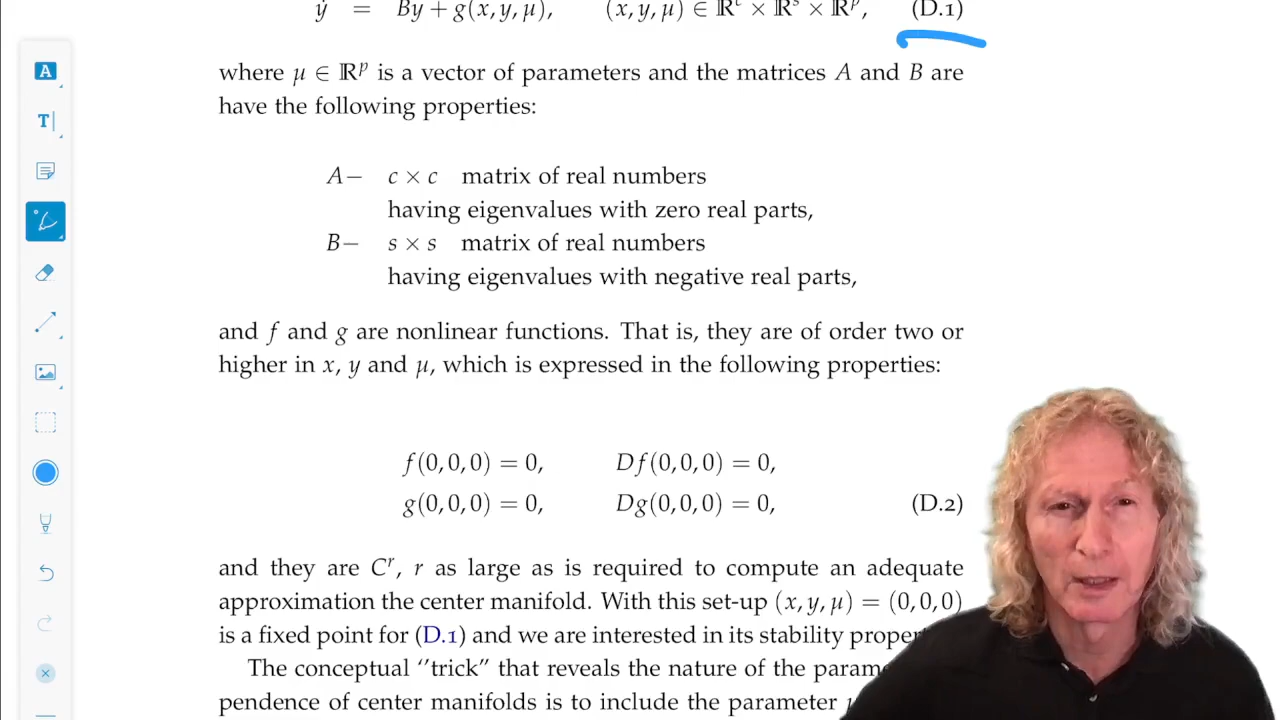 ẏ = By + g(x, y, μ), (x, y, μ) ∈ ℝᶜ × ℝˢ × ℝᵖ, (D.1)
where μ ∈ ℝᵖ is a vector of parameters and the matrices A and B are
have the following properties:
A− c × c matrix of real numbers
having eigenvalues with zero real parts,
B− s × s matrix of real numbers
having eigenvalues with negative real parts,
and f and g are nonlinear functions. That is, they are of order two or
higher in x, y and μ, which is expressed in the following properties:
f(0, 0, 0) = 0, Df(0, 0, 0) = 0,
g(0, 0, 0) = 0, Dg(0, 0, 0) = 0, (D.2)
and they are Cʳ, r as large as is required to compute an adequate
approximation the center manifold. With this set-up (x, y, μ) = (0, 0, 0)
is a fixed point for (D.1) and we are interested in its stability
The conceptual ‘‘trick” that reveals the nature of the
pendence of center manifolds is to include the parameter
A
T